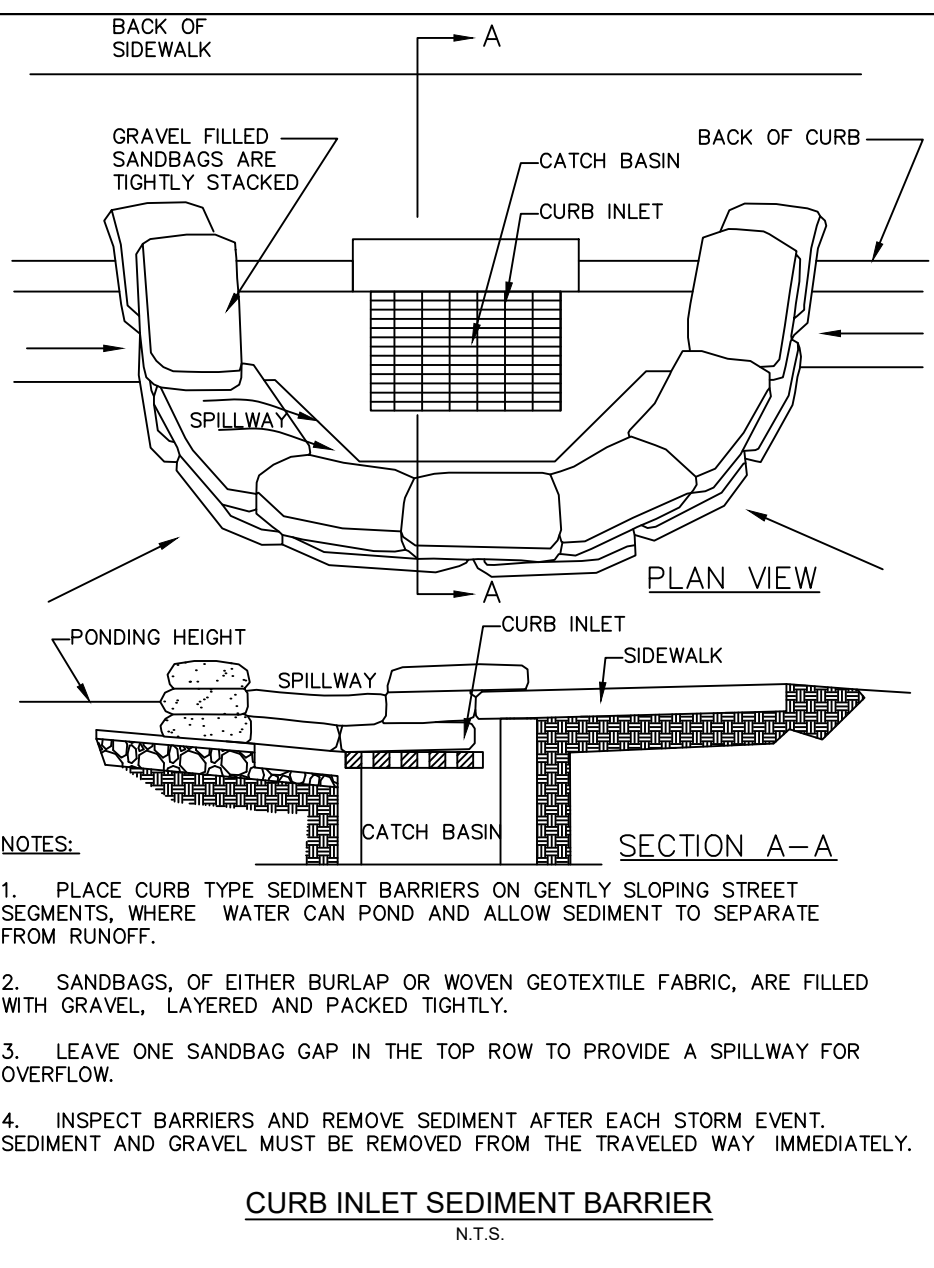 BACK OF
SIDEWALK
A
GRAVEL FILLED
SANDBAGS ARE
TIGHTLY STACKED
BACK OF CURB
CATCH BASIN
CURB INLET
SPILLWAY
PLAN VIEW
A
PONDING HEIGHT
CURB INLET
SIDEWALK
SPILLWAY
CATCH BASIN
SECTION A-A
NOTES:
1. PLACE CURB TYPE SEDIMENT BARRIERS ON GENTLY SLOPING STREET
SEGMENTS, WHERE WATER CAN POND AND ALLOW SEDIMENT TO SEPARATE
FROM RUNOFF.
2. SANDBAGS, OF EITHER BURLAP OR WOVEN GEOTEXTILE FABRIC, ARE FILLED
WITH GRAVEL, LAYERED AND PACKED TIGHTLY.
3. LEAVE ONE SANDBAG GAP IN THE TOP ROW TO PROVIDE A SPILLWAY FOR
OVERFLOW.
4. INSPECT BARRIERS AND REMOVE SEDIMENT AFTER EACH STORM EVENT.
SEDIMENT AND GRAVEL MUST BE REMOVED FROM THE TRAVELED WAY IMMEDIATELY.
CURB INLET SEDIMENT BARRIER
N.T.S.